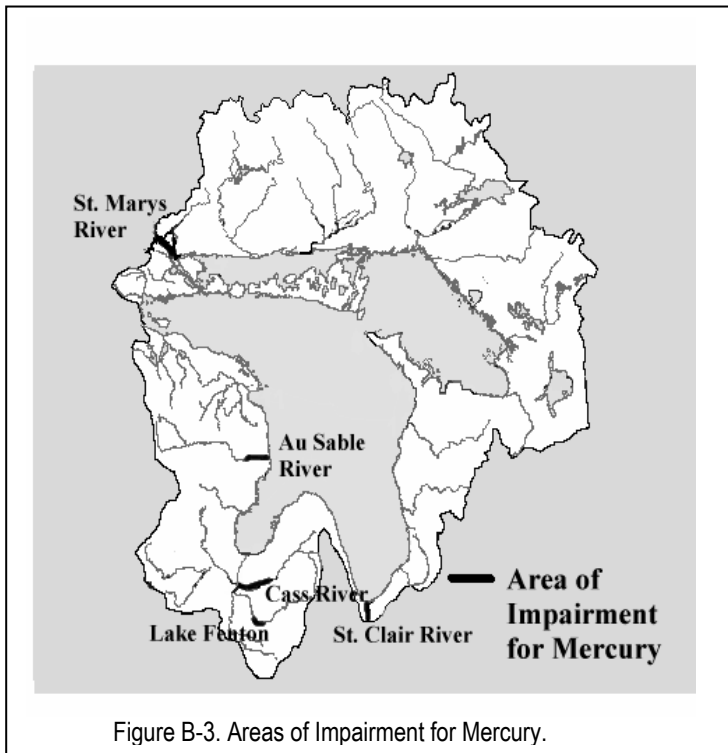 St. Marys
River
Au Sable
River
Cass River
Lake Fenton
St. Clair River
Area of
Impairment
for Mercury
Figure B-3. Areas of Impairment for Mercury.